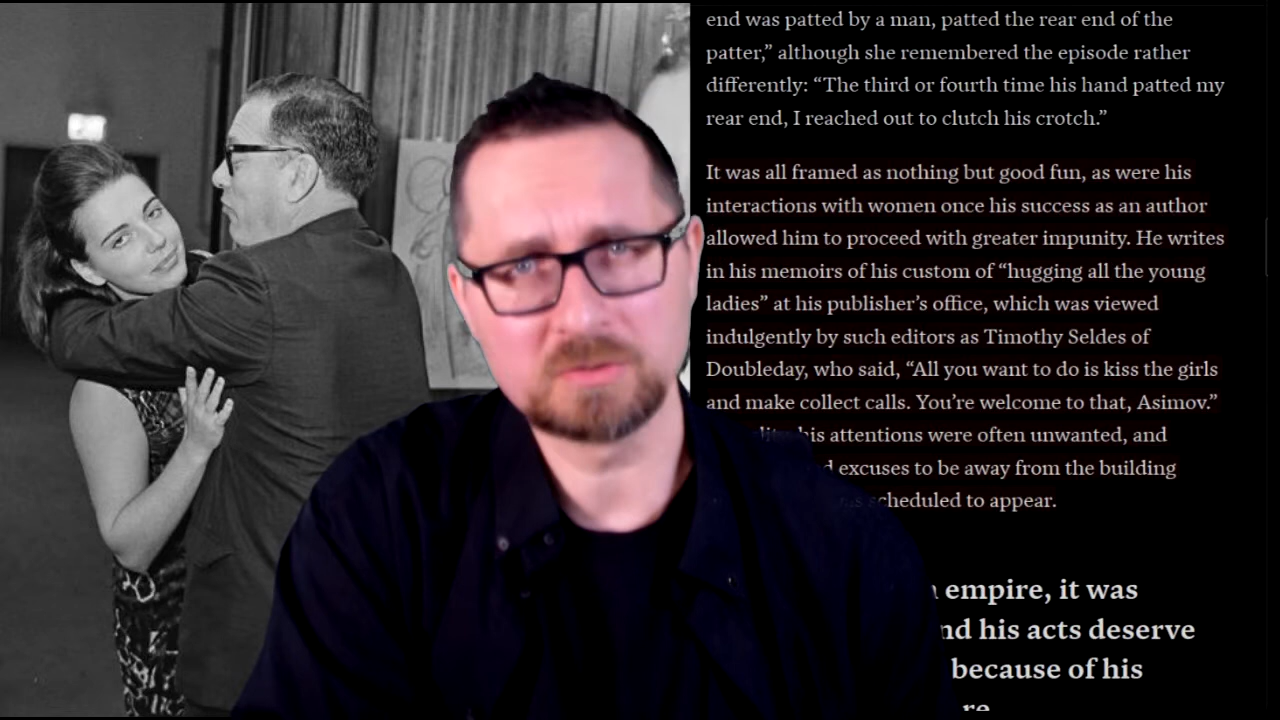 end was patted by a man, patted the rear end of the
patter,” although she remembered the episode rather
differently: “The third or fourth time his hand patted my
rear end, I reached out to clutch his crotch.”
It was all framed as nothing but good fun, as were his
interactions with women once his success as an author
allowed him to proceed with greater impunity. He writes
in his memoirs of his custom of “hugging all the young
ladies” at his publisher’s office, which was viewed
indulgently by such editors as Timothy Seldes of
Doubleday, who said, “All you want to do is kiss the girls
and make collect calls. You’re welcome to that, Asimov.”
his attentions were often unwanted, and
excuses to be away from the building
scheduled to appear.
empire, it was
his acts deserve
because of his